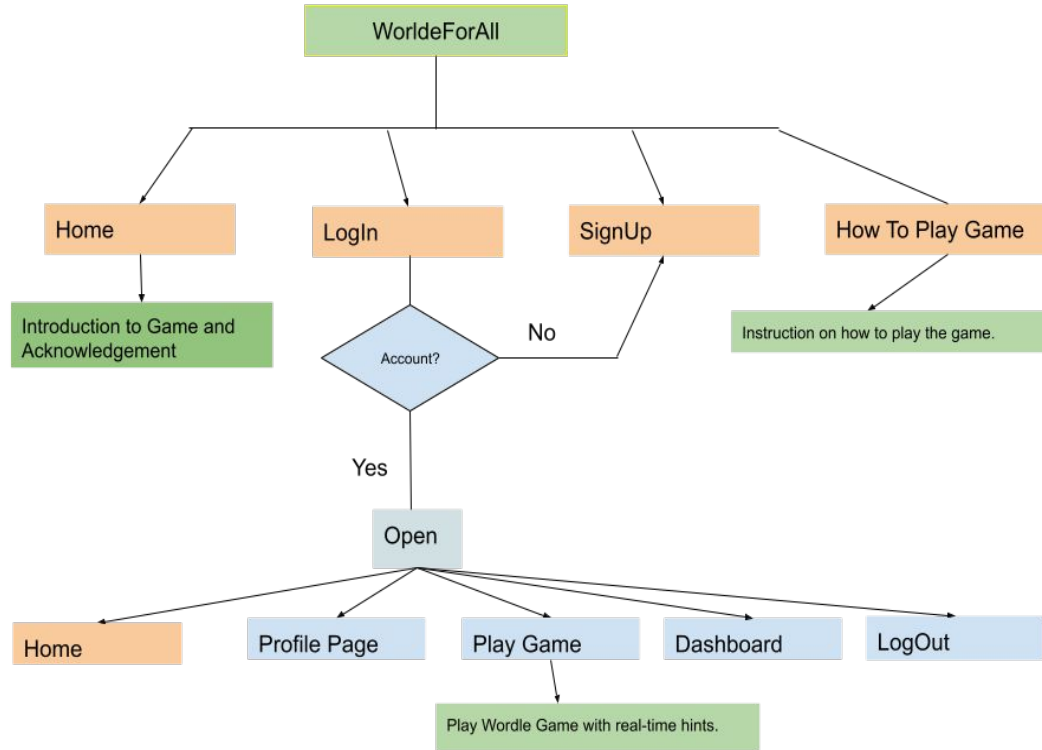 WorldeForAll
Home
LogIn
SignUp
How To Play Game
Introduction to Game and
Acknowledgement
Account?
No
Instruction on how to play the game.
Yes
Open
Home
Profile Page
Play Game
Dashboard
LogOut
Play Wordle Game with real-time hints.